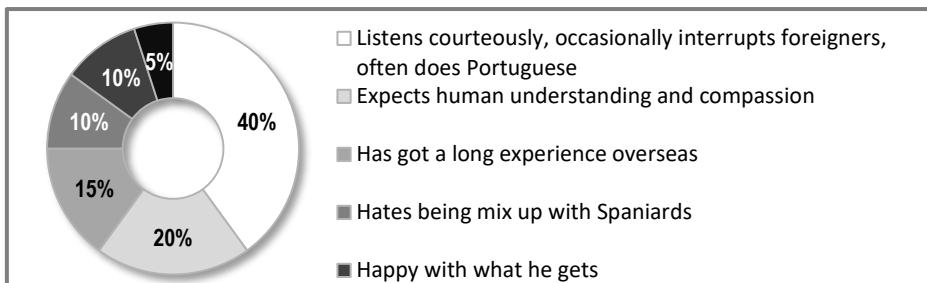 Listens courteously, occasionally interrupts foreigners,
often does Portuguese
Expects human understanding and compassion
Has got a long experience overseas
Hates being mix up with Spaniards
Happy with what he gets
5%
10%
10%
40%
15%
20%